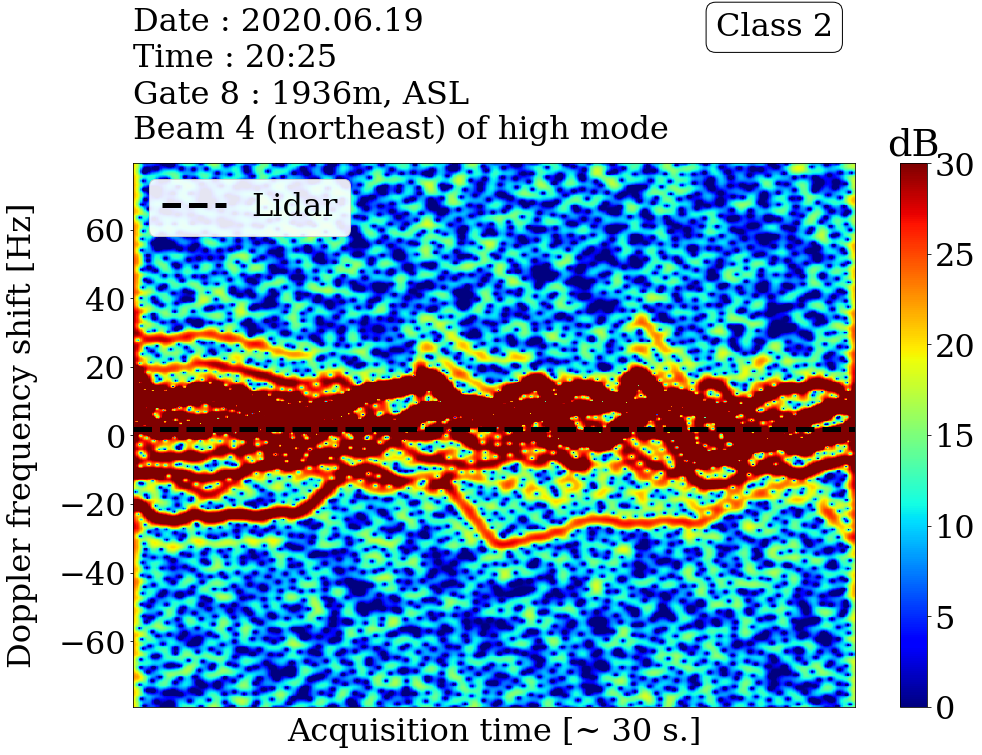 Date : 2020.06.19
Time : 20:25
Gate 8 : 1936m, ASL
Beam 4 (northeast) of high mode
Class 2
dB
Lidar
Doppler frequency shift [Hz]
60
40
20
0
−20
−40
−60
30
25
20
15
10
5
0
Acquisition time [~ 30 s.]